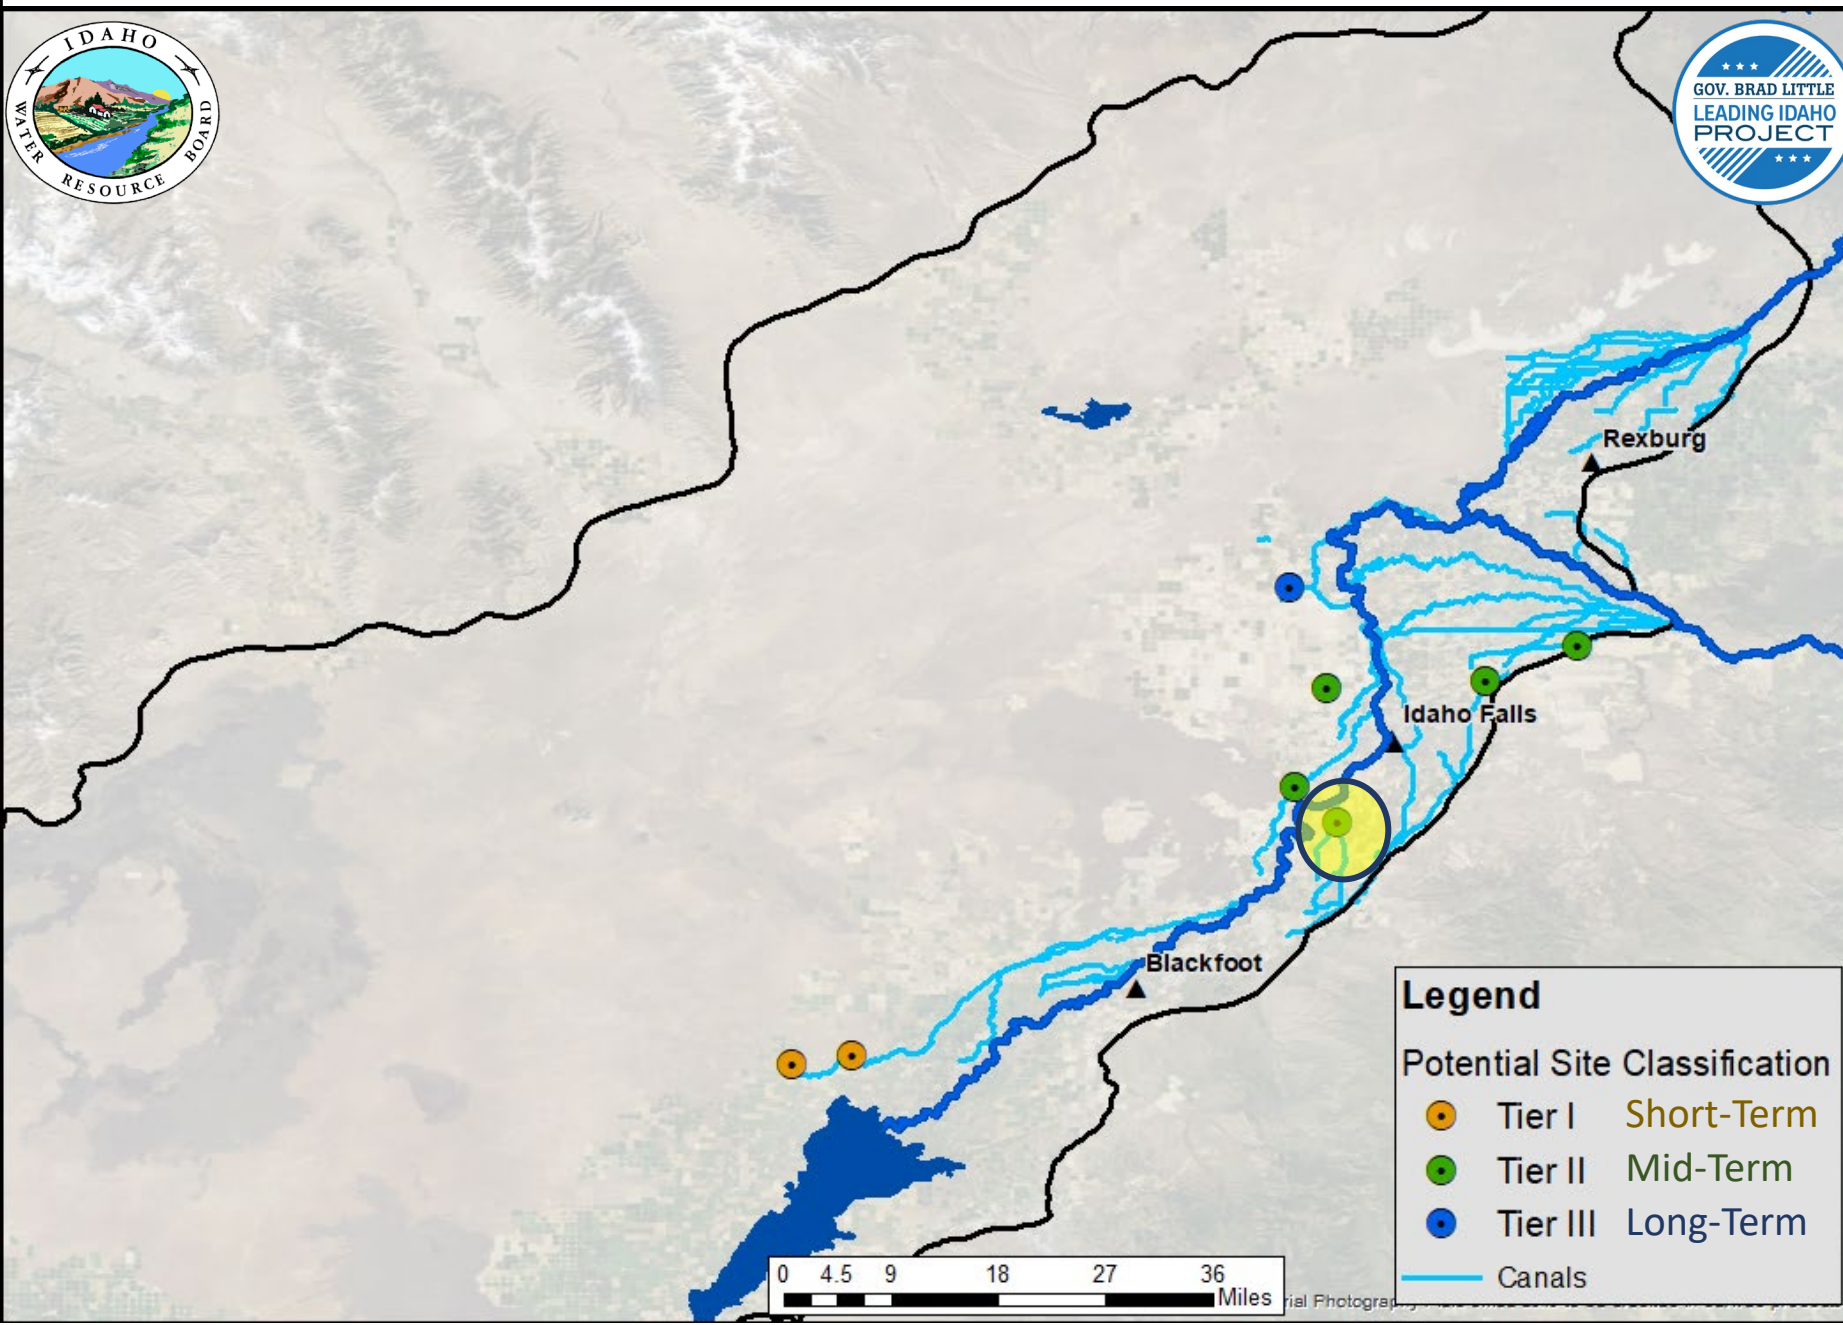 IDAHO
WATER
RESOURCE
BOARD
GOV. BRAD LITTLE
LEADING IDAHO
PROJECT
Rexburg
Idaho Falls
Blackfoot
Legend
Potential Site Classification
Tier I Short-Term
Tier II Mid-Term
Tier III Long-Term
Canals
0 4.5 9 18 27 36
Miles
rial Photography